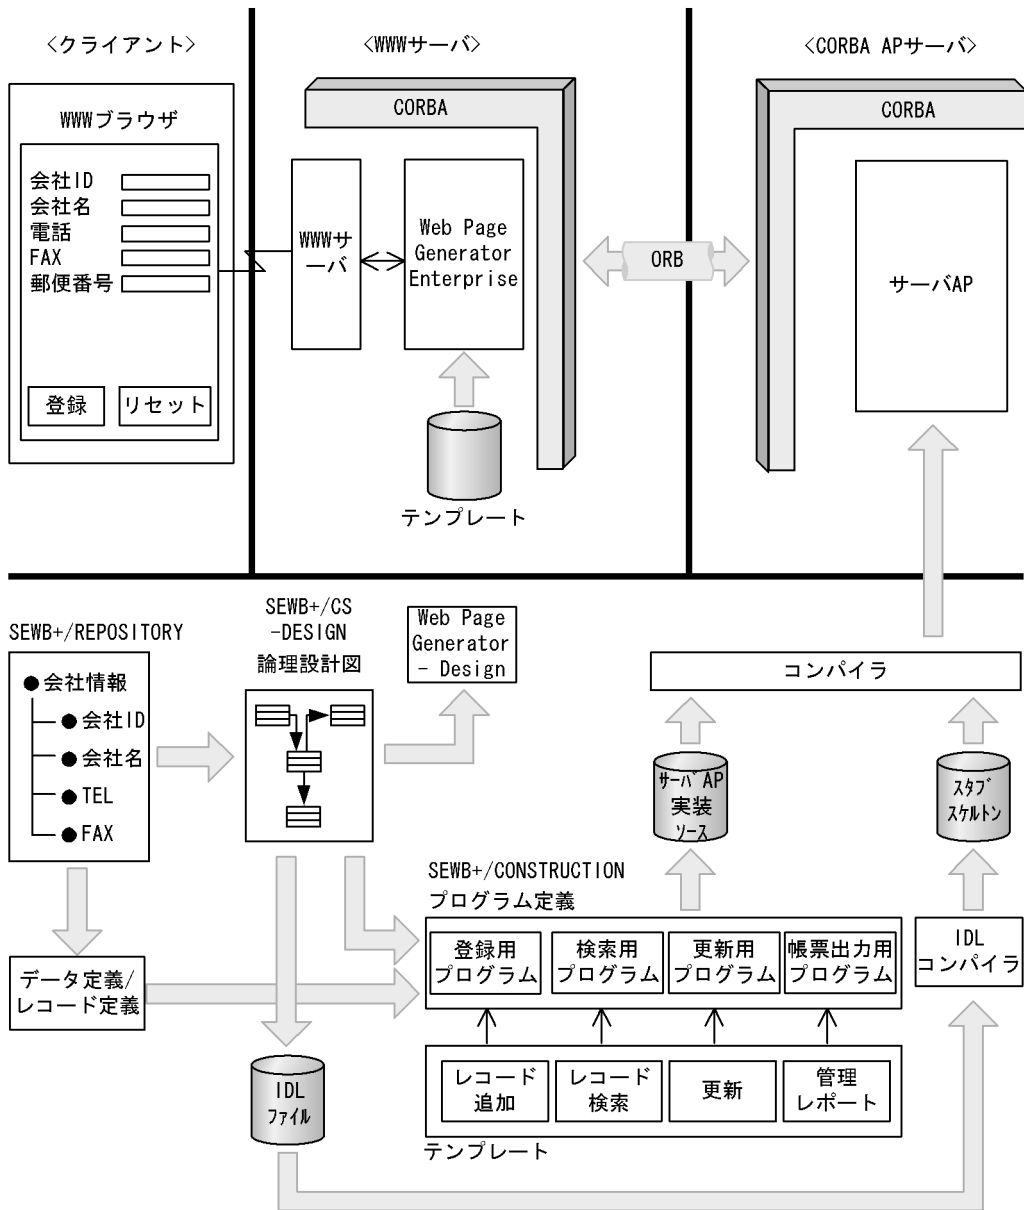 <クライアント>
<WWWサーバ>
<CORBA APサーバ>
WWWブラウザ
会社ID
会社名
電話
FAX
郵便番号
登録
リセット
CORBA
WWWサ
ーバ
Web Page
Generator
Enterprise
テンプレート
ORB
CORBA
サーバAP
SEWB+/REPOSITORY
会社情報
会社ID
会社名
TEL
FAX
SEWB+/CS
-DESIGN
論理設計図
Web Page
Generator
- Design
コンパイラ
サーバAP
実装
ソース
スタブ
スケルトン
SEWB+/CONSTRUCTION
プログラム定義
登録用
プログラム
検索用
プログラム
更新用
プログラム
帳票出力用
プログラム
IDL
コンパイラ
データ定義/
レコード定義
レコード
追加
レコード
検索
更新
管理
レポート
テンプレート
IDL
ファイル